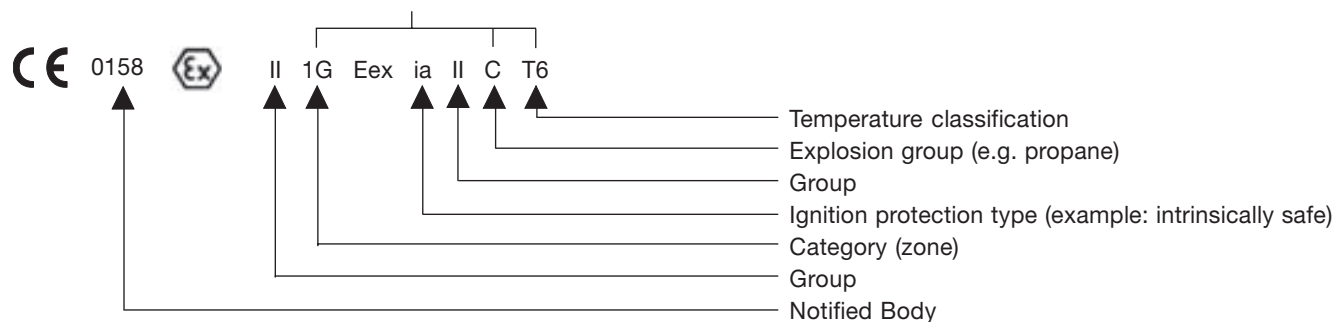 CE 0158 Ex II 1G Eex ia II C T6
Temperature classification
Explosion group (e.g. propane)
Group
Ignition protection type (example: intrinsically safe)
Category (zone)
Group
Notified Body